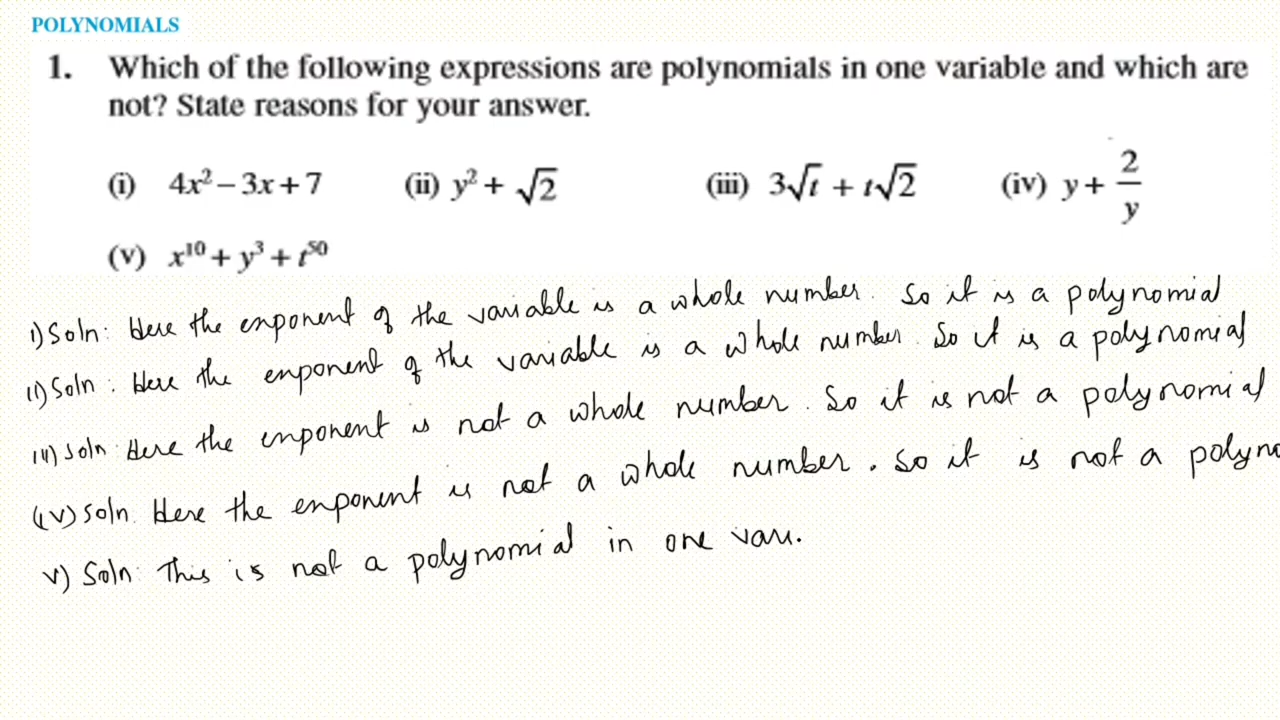 POLYNOMIALS
1. Which of the following expressions are polynomials in one variable and which are
not? State reasons for your answer.
(i) 4x² – 3x + 7 (ii) y² + √2 (iii) 3√t + t√2 (iv) y + 2/y
(v) x¹⁰ + y³ + t⁵⁰
i) Soln: Here the exponent of the variable is a whole number. So it is a polynomial
ii) Soln: Here the exponent of the variable is a whole number. So it is a polynomial
iii) Soln: Here the exponent is not a whole number. So it is not a polynomial
(iv) Soln. Here the exponent is not a whole number. So it is not a polyno
v) Soln: This is not a polynomial in one vari.